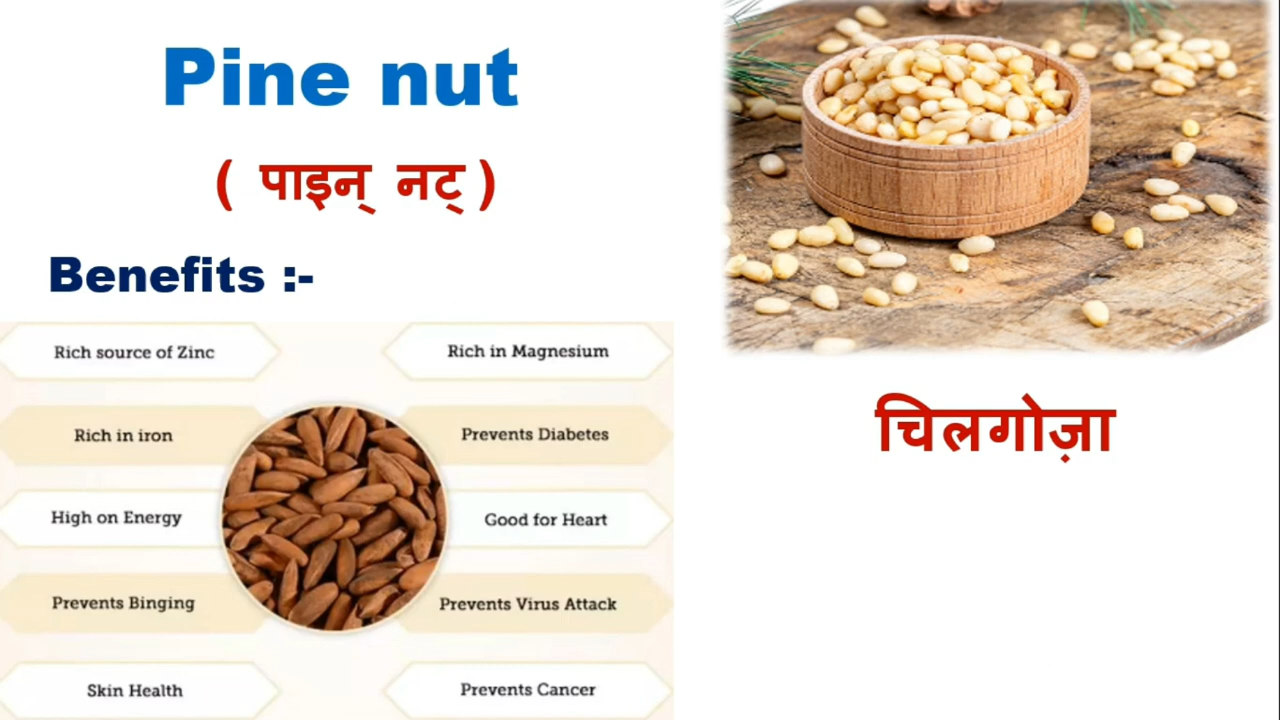 Pine nut
( पाइन् नट् )
Benefits :-
Rich source of Zinc
Rich in Magnesium
Rich in iron
Prevents Diabetes
High on Energy
Good for Heart
Prevents Binging
Prevents Virus Attack
Skin Health
Prevents Cancer
चिलगोज़ा